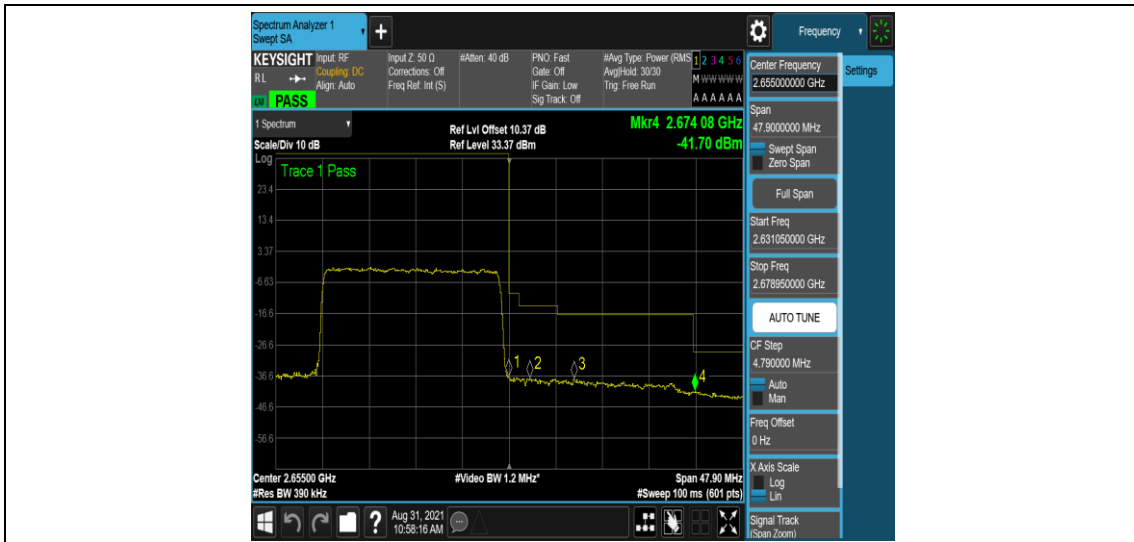 Spectrum Analyzer 1
Swept SA
+
Frequency
KEYSIGHT
RL
LXI
PASS
Input: RF
Coupling: DC
Align: Auto
Input Z: 50 Ω
Corrections: Off
Freq Ref: Int (S)
#Atten: 40 dB
PNO: Fast
Gate: Off
IF Gain: Low
Sig Track: Off
#Avg Type: Power (RMS
Avg|Hold: 30/30
Trig: Free Run
1 2 3 4 5 6
M W W W W W
A A A A A A
1 Spectrum
Scale/Div 10 dB
Ref Lvl Offset 10.37 dB
Ref Level 33.37 dBm
Mkr4 2.674 08 GHz
-41.70 dBm
Log
Trace 1 Pass
23.4
13.4
3.37
-6.63
-16.6
-26.6
-36.6
-46.6
-56.6
1
2
3
4
Center 2.65500 GHz
#Res BW 390 kHz
#Video BW 1.2 MHz*
Span 47.90 MHz
#Sweep 100 ms (601 pts)
Center Frequency
2.655000000 GHz
Settings
Span
47.9000000 MHz
Swept Span
Zero Span
Full Span
Start Freq
2.631050000 GHz
Stop Freq
2.678950000 GHz
AUTO TUNE
CF Step
4.790000 MHz
Auto
Man
Freq Offset
0 Hz
X Axis Scale
Log
Lin
Signal Track
(Span Zoom)
?
Aug 31, 2021
10:58:16 AM